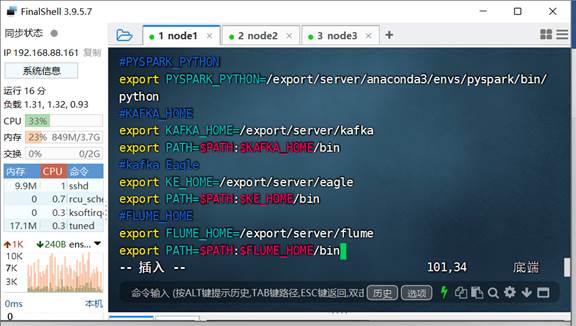 FinalShell 3.9.5.7
同步状态
IP 192.168.88.161 复制
系统信息
运行 16 分
负载 1.31, 1.32, 0.93
CPU 33%
内存 23% 849M/3.7G
交换 0% 0/2G
内存 CPU 命令
9.9M 1 sshd
0 0.7 rcu_sche
0 0.3 ksoftirq
17.1M 0.3 tuned
1K 240B ens...
10K
7K
3K
0ms 本机
0
1 node1
2 node2
3 node3
+
#PYSPARK_PYTHON
export PYSPARK_PYTHON=/export/server/anaconda3/envs/pyspark/bin/
python
#KAFKA_HOME
export KAFKA_HOME=/export/server/kafka
export PATH=$PATH:$KAFKA_HOME/bin
#kafka Eagle
export KE_HOME=/export/server/eagle
export PATH=$PATH:$KE_HOME/bin
#FLUME_HOME
export FLUME_HOME=/export/server/flume
export PATH=$PATH:$FLUME_HOME/bin
-- 插入 -- 101,34 底端
命令输入 (按ALT键提示历史,TAB键路径,ESC键返回,双击 历史 选项